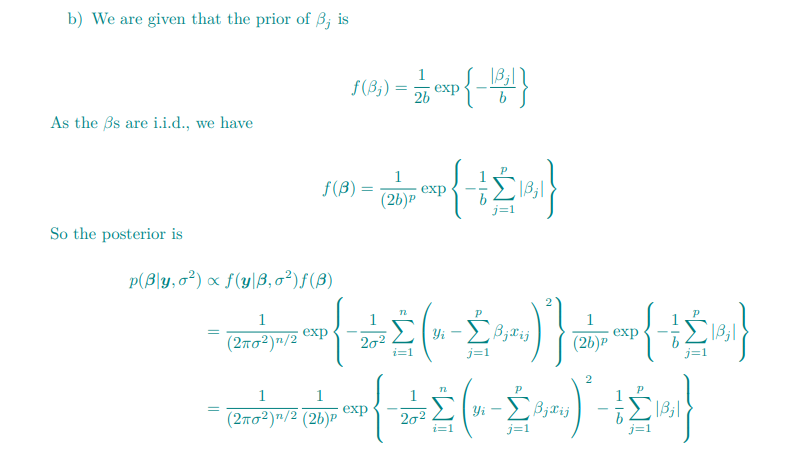 b) We are given that the prior of $\beta_j$ is
$f(\beta_j) = \frac{1}{2b} \exp\left\{-\frac{|\beta_j|}{b}\right\}$
As the $\beta$s are i.i.d., we have
$f(\boldsymbol{\beta}) = \frac{1}{(2b)^p} \exp\left\{-\frac{1}{b}\sum_{j=1}^{p}|\beta_j|\right\}$
So the posterior is
$p(\boldsymbol{\beta}|\boldsymbol{y}, \sigma^2) \propto f(\boldsymbol{y}|\boldsymbol{\beta}, \sigma^2) f(\boldsymbol{\beta})$
$= \frac{1}{(2\pi\sigma^2)^{n/2}} \exp\left\{-\frac{1}{2\sigma^2}\sum_{i=1}^{n}\left(y_i - \sum_{j=1}^{p}\beta_j x_{ij}\right)^2\right\} \frac{1}{(2b)^p} \exp\left\{-\frac{1}{b}\sum_{j=1}^{p}|\beta_j|\right\}$
$= \frac{1}{(2\pi\sigma^2)^{n/2}} \frac{1}{(2b)^p} \exp\left\{-\frac{1}{2\sigma^2}\sum_{i=1}^{n}\left(y_i - \sum_{j=1}^{p}\beta_j x_{ij}\right)^2 - \frac{1}{b}\sum_{j=1}^{p}|\beta_j|\right\}$